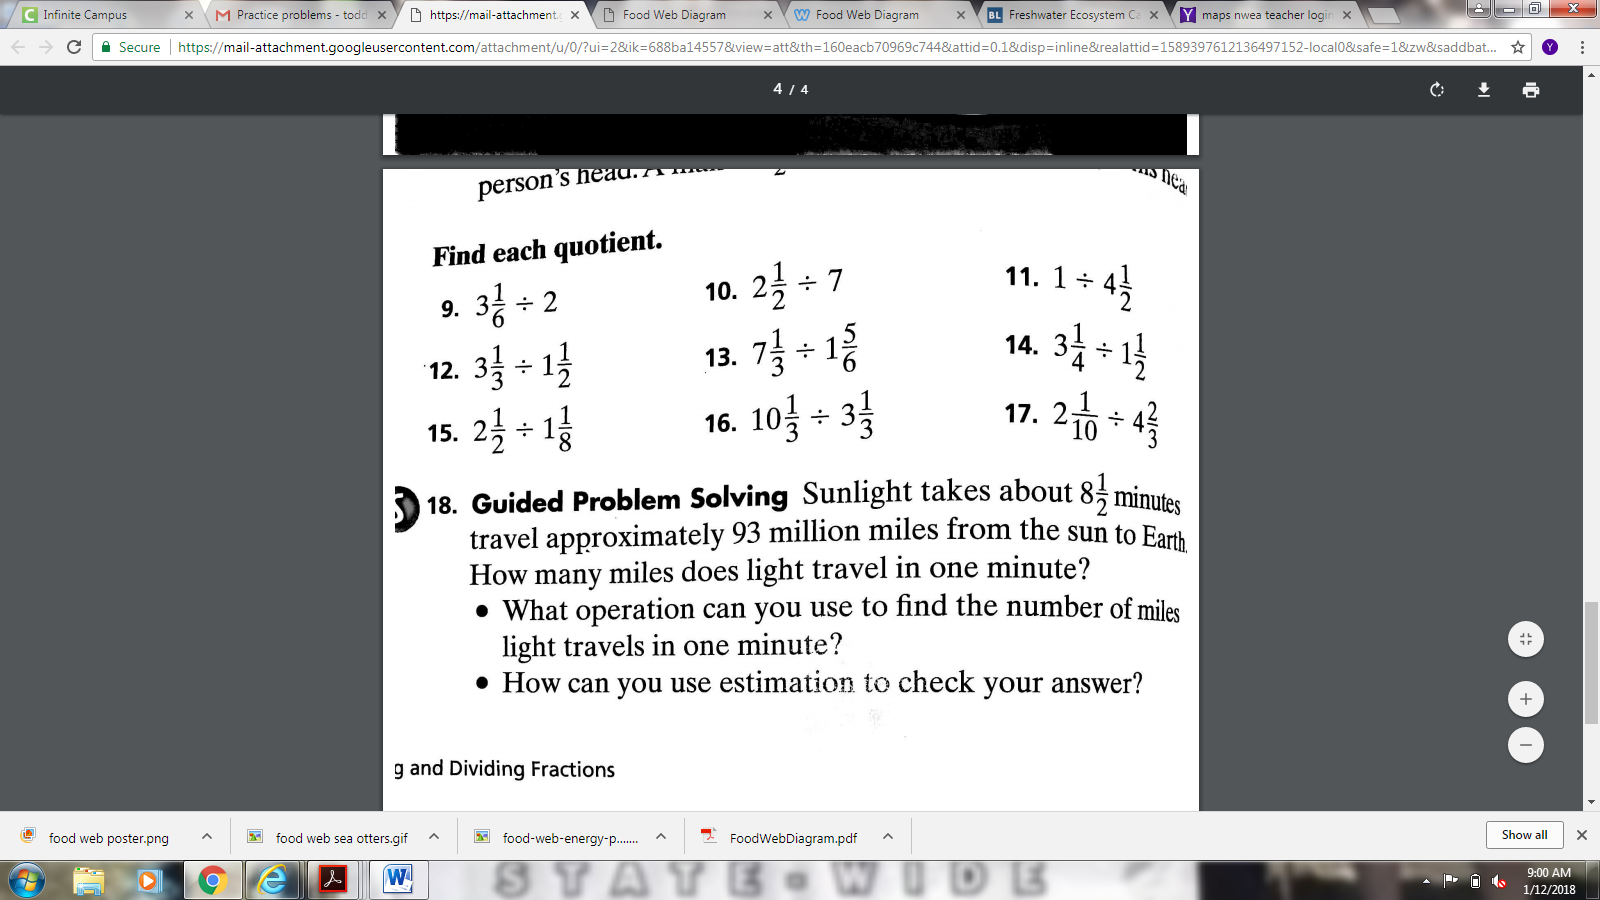 Infinite Campus
Practice problems - todd
https://mail-attachment.
Food Web Diagram
Food Web Diagram
BL Freshwater Ecosystem Ca
maps nwea teacher login
Secure https://mail-attachment.googleusercontent.com/attachment/u/0/?ui=2&ik=688ba14557&view=att&th=160eacb70969c744&attid=0.1&disp=inline&realattid=1589397612136497152-local0&safe=1&zw&saddbat...
4 / 4
person's head. A
Find each quotient.
9. 3 1/6 ÷ 2
10. 2 1/2 ÷ 7
11. 1 ÷ 4 1/2
12. 3 1/3 ÷ 1 1/2
13. 7 1/3 ÷ 1 5/6
14. 3 1/4 ÷ 1 1/2
15. 2 1/2 ÷ 1 1/8
16. 10 1/3 ÷ 3 1/3
17. 2 1/10 ÷ 4 2/3
18. Guided Problem Solving Sunlight takes about 8 1/2 minutes
travel approximately 93 million miles from the sun to Earth.
How many miles does light travel in one minute?
• What operation can you use to find the number of miles
light travels in one minute?
• How can you use estimation to check your answer?
g and Dividing Fractions
food web poster.png
food web sea otters.gif
food-web-energy-p.......
FoodWebDiagram.pdf
Show all
STATE-WIDE
9:00 AM
1/12/2018